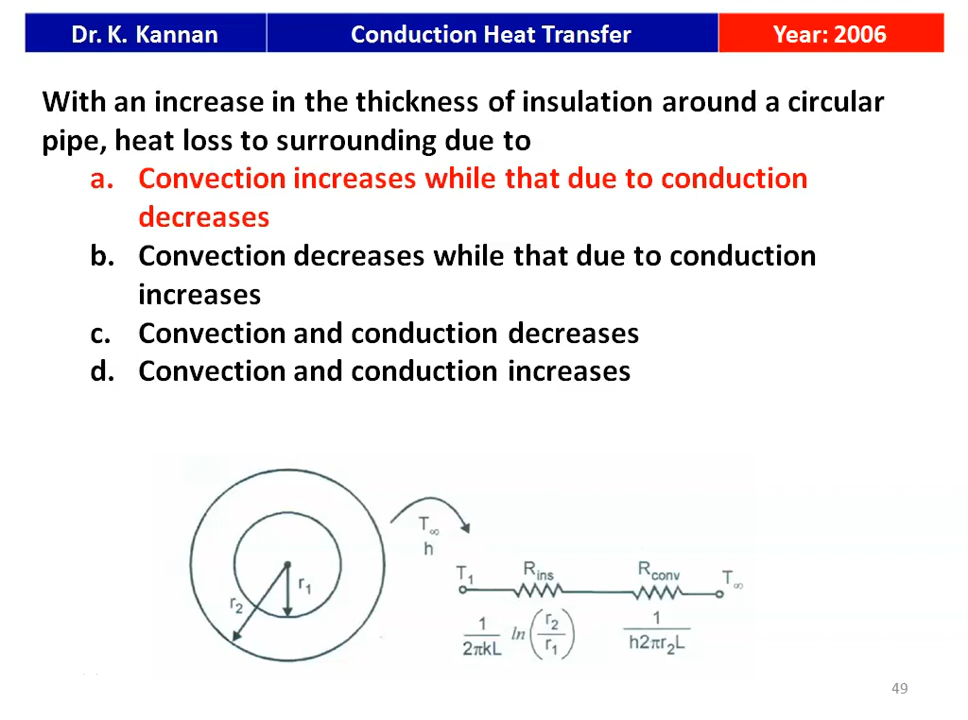 Dr. K. Kannan
Conduction Heat Transfer
Year: 2006
With an increase in the thickness of insulation around a circular
pipe, heat loss to surrounding due to
a. Convection increases while that due to conduction
decreases
b. Convection decreases while that due to conduction
increases
c. Convection and conduction decreases
d. Convection and conduction increases
T∞
h
r₁
r₂
T₁
R_ins
R_conv
T∞
1
2πkL
ln(r₂/r₁)
1
h2πr₂L
49